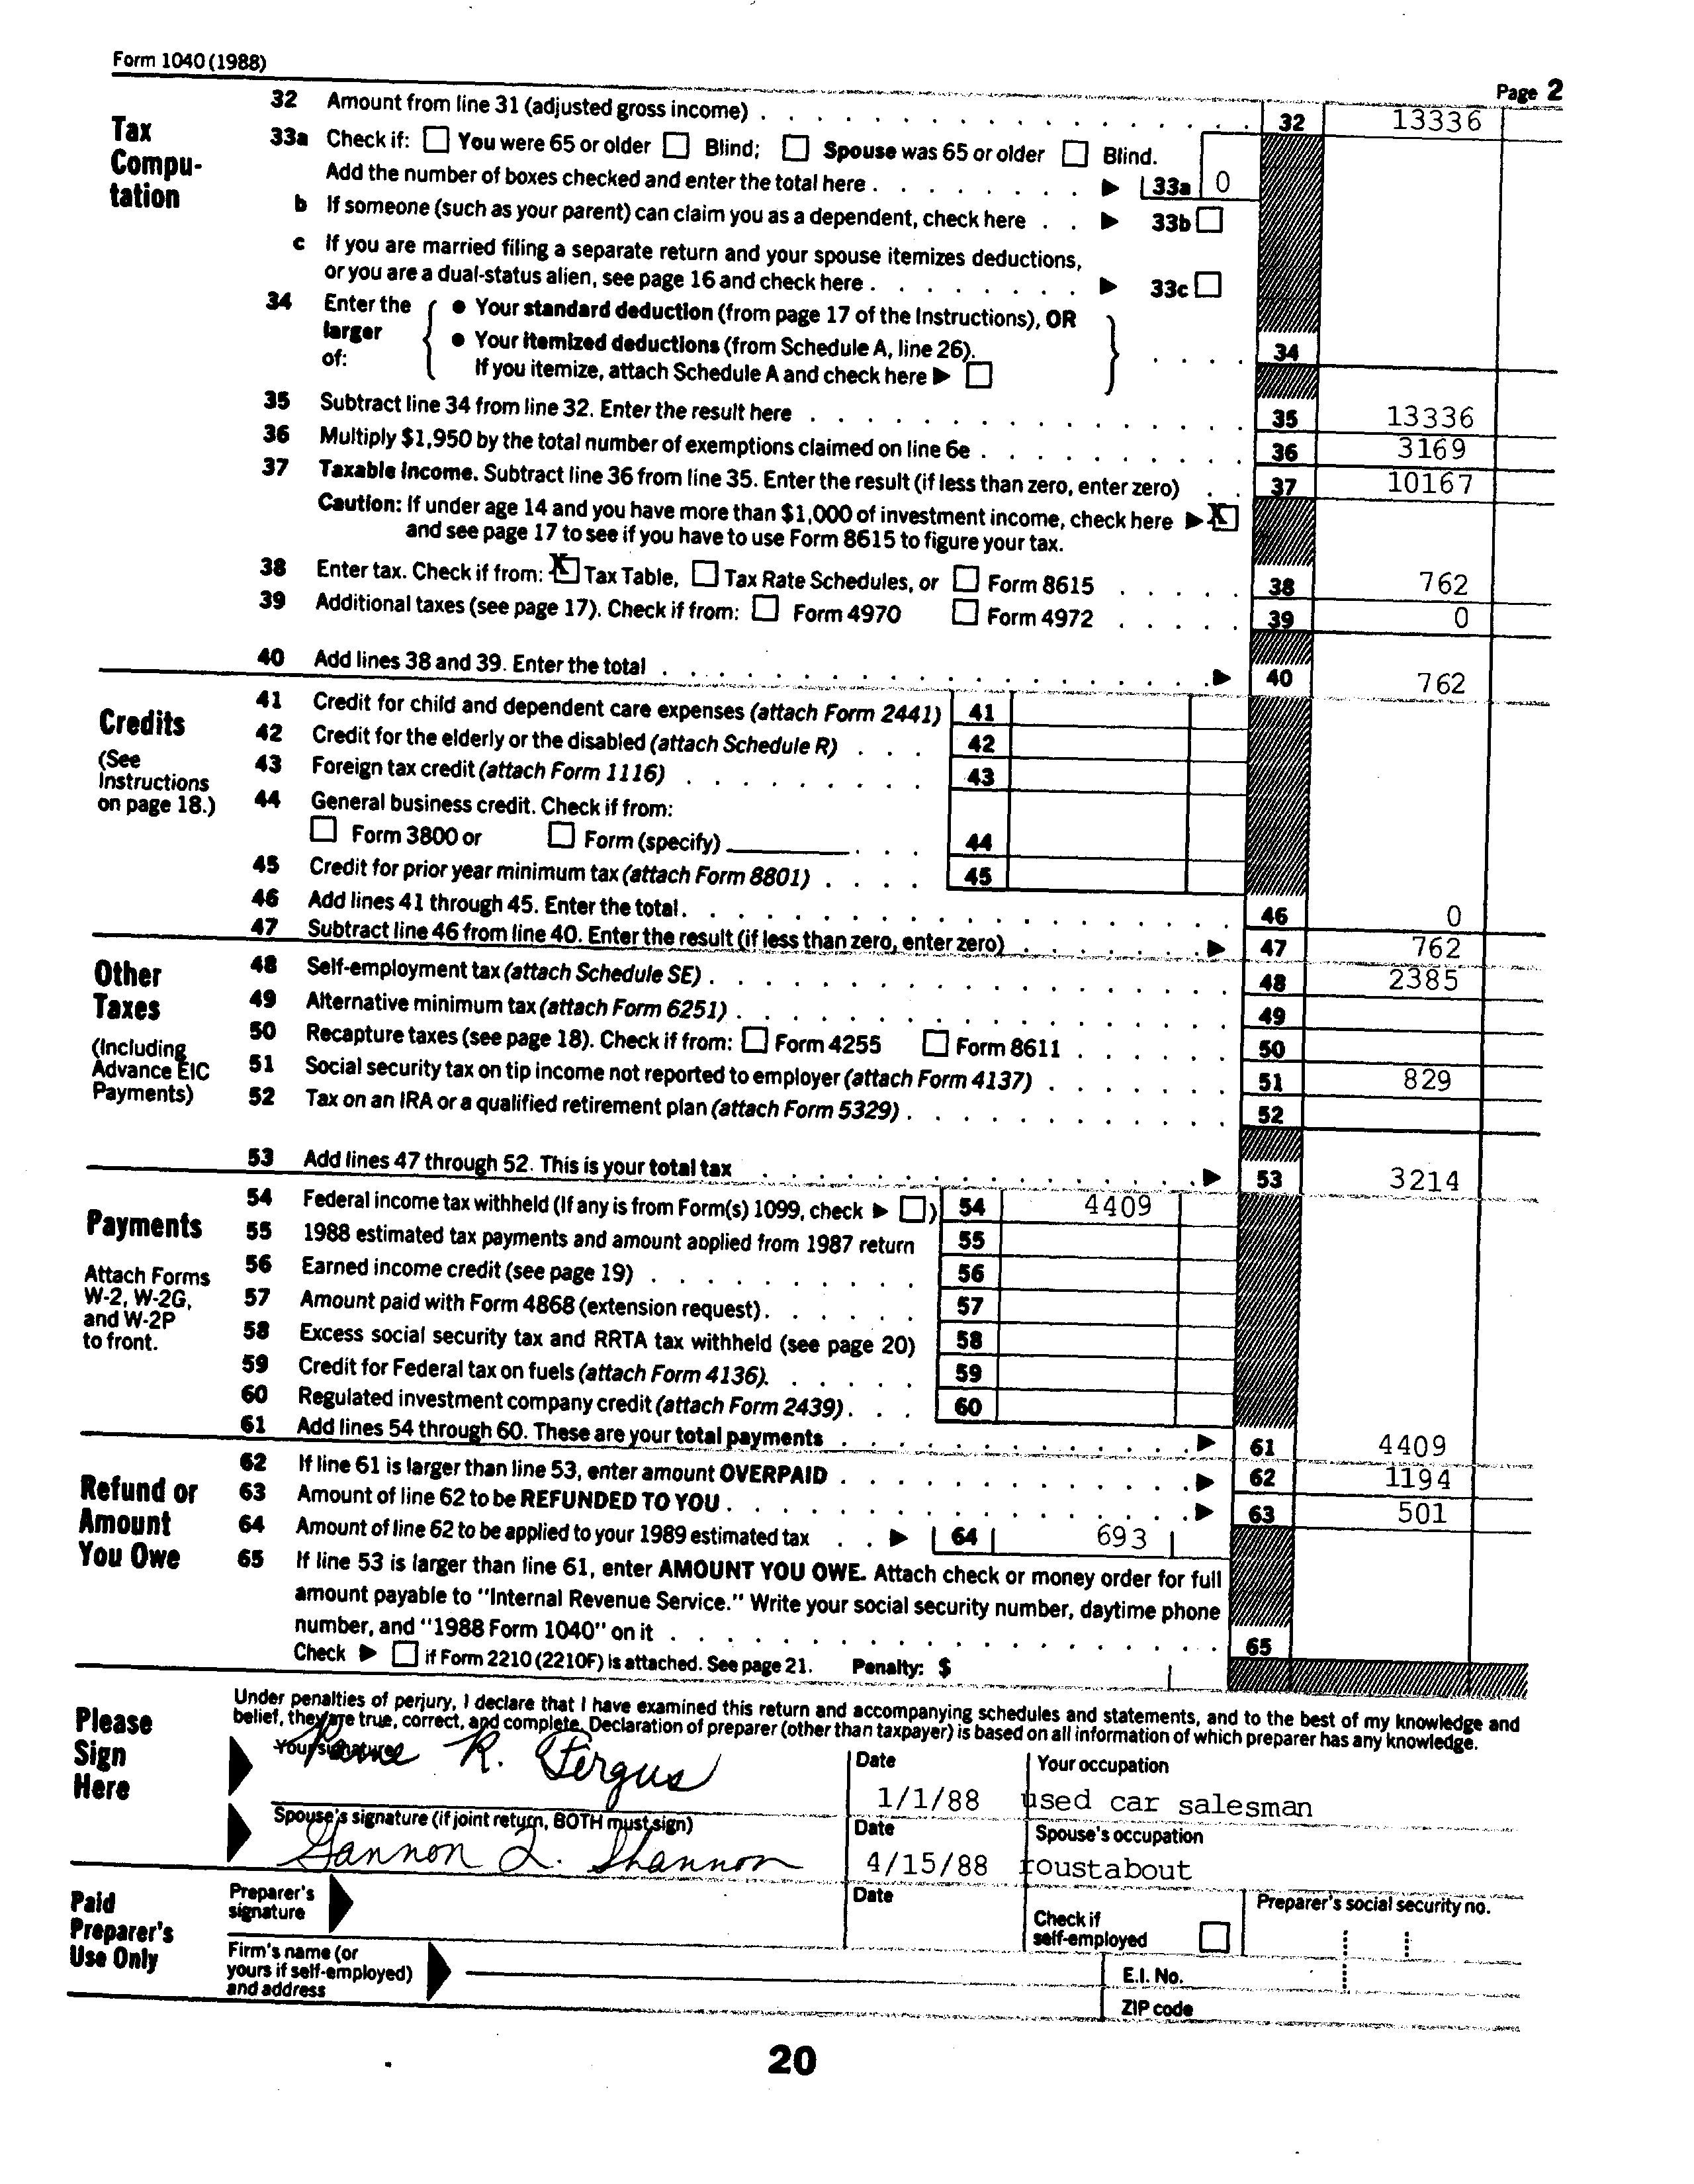 Form 1040 (1988)
Page 2
Tax Compu-tation
32 Amount from line 31 (adjusted gross income) . . . 32 13336
33a Check if: ☐ You were 65 or older ☐ Blind; ☐ Spouse was 65 or older ☐ Blind.
Add the number of boxes checked and enter the total here . . . ▶ 33a 0
b If someone (such as your parent) can claim you as a dependent, check here . . ▶ 33b ☐
c If you are married filing a separate return and your spouse itemizes deductions,
or you are a dual-status alien, see page 16 and check here . . . ▶ 33c ☐
34 Enter the larger of: { ● Your standard deduction (from page 17 of the Instructions), OR
● Your itemized deductions (from Schedule A, line 26).
If you itemize, attach Schedule A and check here ▶ ☐ } . . . . 34
35 Subtract line 34 from line 32. Enter the result here . . . 35 13336
36 Multiply $1,950 by the total number of exemptions claimed on line 6e . . . 36 3169
37 Taxable income. Subtract line 36 from line 35. Enter the result (if less than zero, enter zero) . . 37 10167
Caution: If under age 14 and you have more than $1,000 of investment income, check here ▶ X
and see page 17 to see if you have to use Form 8615 to figure your tax.
38 Enter tax. Check if from: X Tax Table, ☐ Tax Rate Schedules, or ☐ Form 8615 . . . 38 762
39 Additional taxes (see page 17). Check if from: ☐ Form 4970 ☐ Form 4972 . . . 39 0
40 Add lines 38 and 39. Enter the total . . . ▶ 40 762
Credits
(See Instructions on page 18.)
41 Credit for child and dependent care expenses (attach Form 2441) 41
42 Credit for the elderly or the disabled (attach Schedule R) . . . 42
43 Foreign tax credit (attach Form 1116) . . . 43
44 General business credit. Check if from:
☐ Form 3800 or ☐ Form (specify) . . . 44
45 Credit for prior year minimum tax (attach Form 8801) . . . . 45
46 Add lines 41 through 45. Enter the total . . . 46 0
47 Subtract line 46 from line 40. Enter the result (if less than zero, enter zero) . . . ▶ 47 762
Other Taxes
(Including Advance EIC Payments)
48 Self-employment tax (attach Schedule SE) . . . 48 2385
49 Alternative minimum tax (attach Form 6251) . . . 49
50 Recapture taxes (see page 18). Check if from: ☐ Form 4255 ☐ Form 8611 . . . 50
51 Social security tax on tip income not reported to employer (attach Form 4137) . . . 51 829
52 Tax on an IRA or a qualified retirement plan (attach Form 5329) . . . 52
53 Add lines 47 through 52. This is your total tax . . . ▶ 53 3214
Payments
Attach Forms W-2, W-2G, and W-2P to front.
54 Federal income tax withheld (If any is from Form(s) 1099, check ▶ ☐) 54 4409
55 1988 estimated tax payments and amount applied from 1987 return 55
56 Earned income credit (see page 19) . . . 56
57 Amount paid with Form 4868 (extension request) . . . 57
58 Excess social security tax and RRTA tax withheld (see page 20) 58
59 Credit for Federal tax on fuels (attach Form 4136) . . . 59
60 Regulated investment company credit (attach Form 2439) . . . 60
61 Add lines 54 through 60. These are your total payments . . . ▶ 61 4409
Refund or Amount You Owe
62 If line 61 is larger than line 53, enter amount OVERPAID . . . ▶ 62 1194
63 Amount of line 62 to be REFUNDED TO YOU . . . ▶ 63 501
64 Amount of line 62 to be applied to your 1989 estimated tax . . ▶ 64 693
65 If line 53 is larger than line 61, enter AMOUNT YOU OWE. Attach check or money order for full
amount payable to "Internal Revenue Service." Write your social security number, daytime phone
number, and "1988 Form 1040" on it . . . 65
Check ▶ ☐ if Form 2210 (2210F) is attached. See page 21. Penalty: $
Please Sign Here
Under penalties of perjury, I declare that I have examined this return and accompanying schedules and statements, and to the best of my knowledge and
belief, they are true, correct, and complete. Declaration of preparer (other than taxpayer) is based on all information of which preparer has any knowledge.
Your signature R. Fergus
Date 1/1/88
Your occupation used car salesman
Spouse's signature (if joint return, BOTH must sign) Gannon L. Shannon
Date 4/15/88
Spouse's occupation roustabout
Paid Preparer's Use Only
Preparer's signature
Date
Check if self-employed ☐
Preparer's social security no.
Firm's name (or yours if self-employed) and address
E.I. No.
ZIP code
20